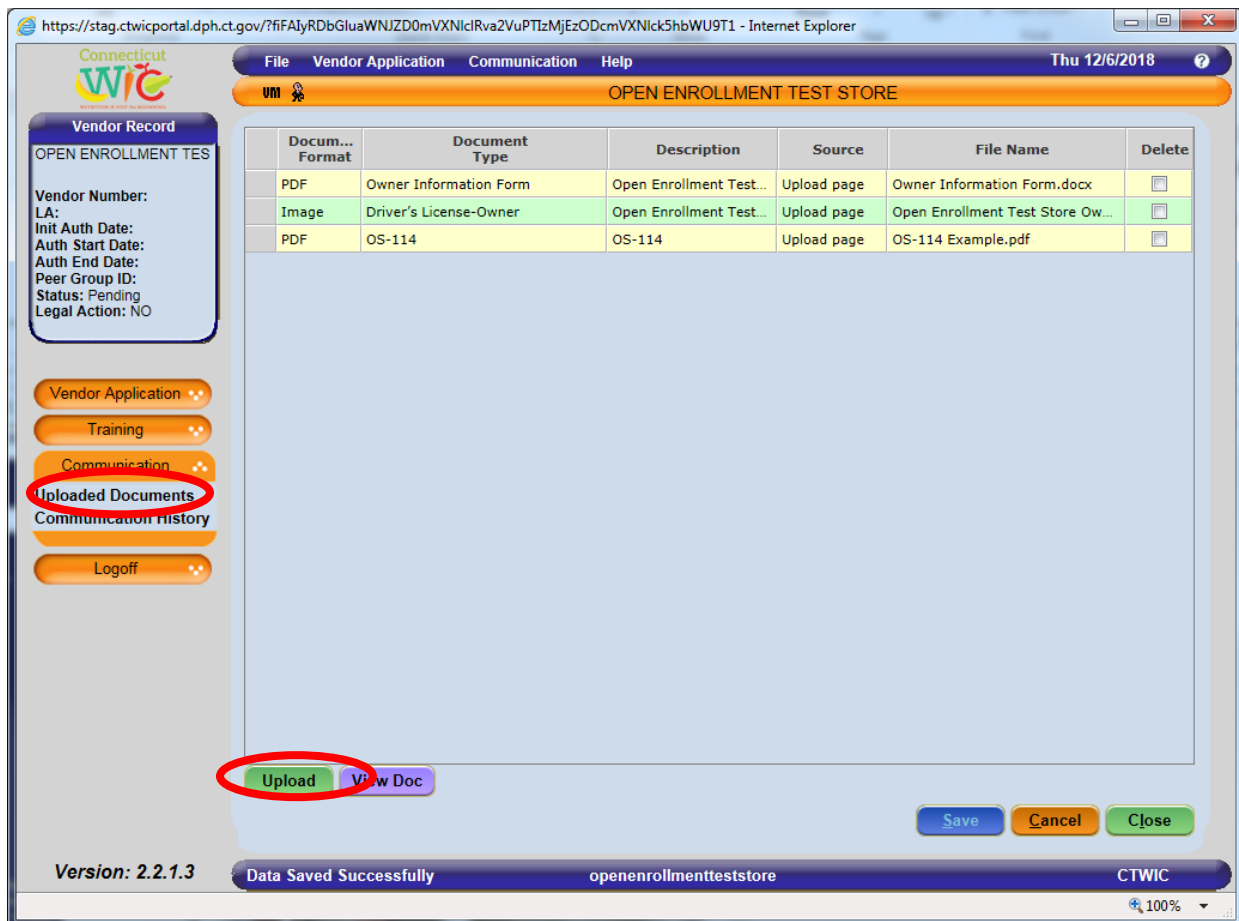 https://stag.ctwicportal.dph.ct.gov/?fiFAIyRDbGluaWNJZD0mVXNlclRva2VuPTIzMjEzODcmVXNlck5hbWU9T1 - Internet Explorer
Connecticut
WIC
File Vendor Application Communication Help Thu 12/6/2018 ?
VM OPEN ENROLLMENT TEST STORE
Vendor Record
OPEN ENROLLMENT TES
Vendor Number:
LA:
Init Auth Date:
Auth Start Date:
Auth End Date:
Peer Group ID:
Status: Pending
Legal Action: NO
Docum... Format Document Type Description Source File Name Delete
PDF Owner Information Form Open Enrollment Test... Upload page Owner Information Form.docx
Image Driver's License-Owner Open Enrollment Test... Upload page Open Enrollment Test Store Ow...
PDF OS-114 OS-114 Upload page OS-114 Example.pdf
Vendor Application
Training
Communication
Uploaded Documents
Communication History
Logoff
Upload View Doc
Save Cancel Close
Version: 2.2.1.3
Data Saved Successfully openenrollmentteststore CTWIC
100%